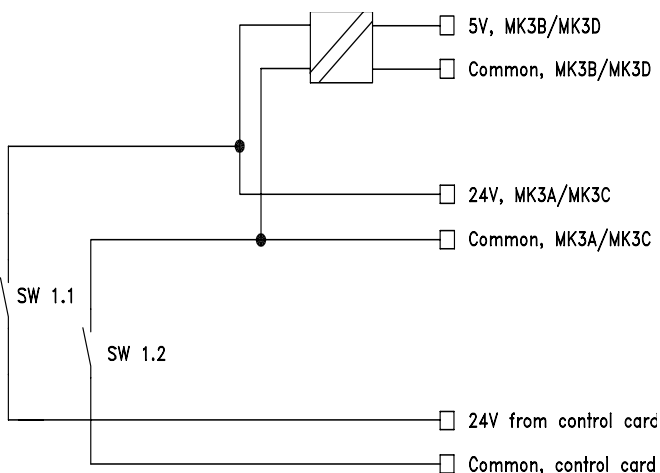 5V, MK3B/MK3D
Common, MK3B/MK3D
24V, MK3A/MK3C
Common, MK3A/MK3C
SW 1.1
SW 1.2
24V from control card
Common, control card